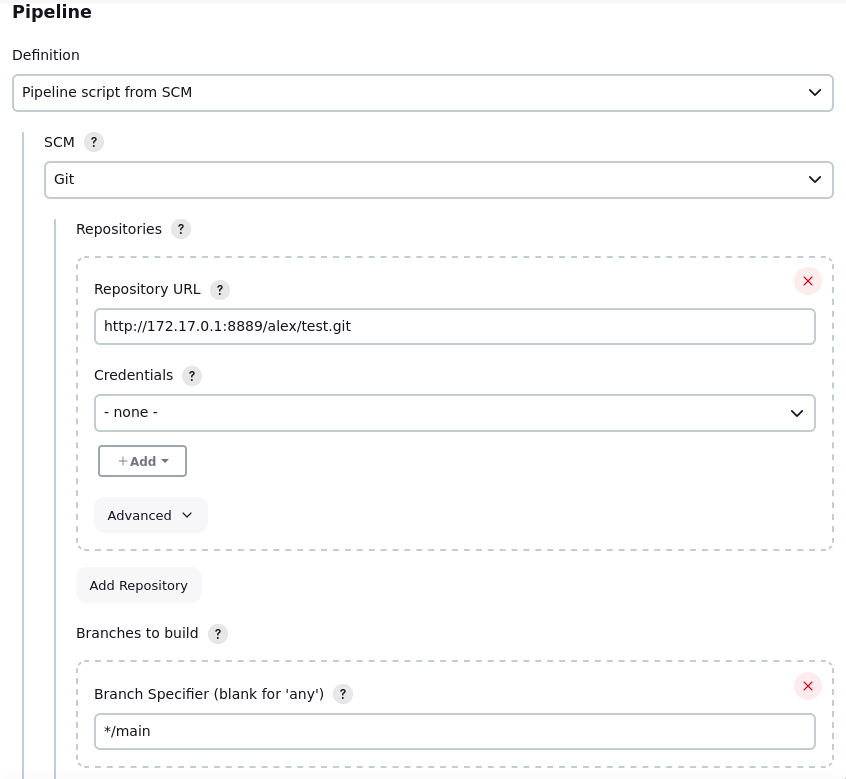 Pipeline
Definition
Pipeline script from SCM
SCM ?
Git
Repositories ?
Repository URL ?
http://172.17.0.1:8889/alex/test.git
Credentials ?
- none -
+Add
Advanced
Add Repository
Branches to build ?
Branch Specifier (blank for 'any') ?
*/main